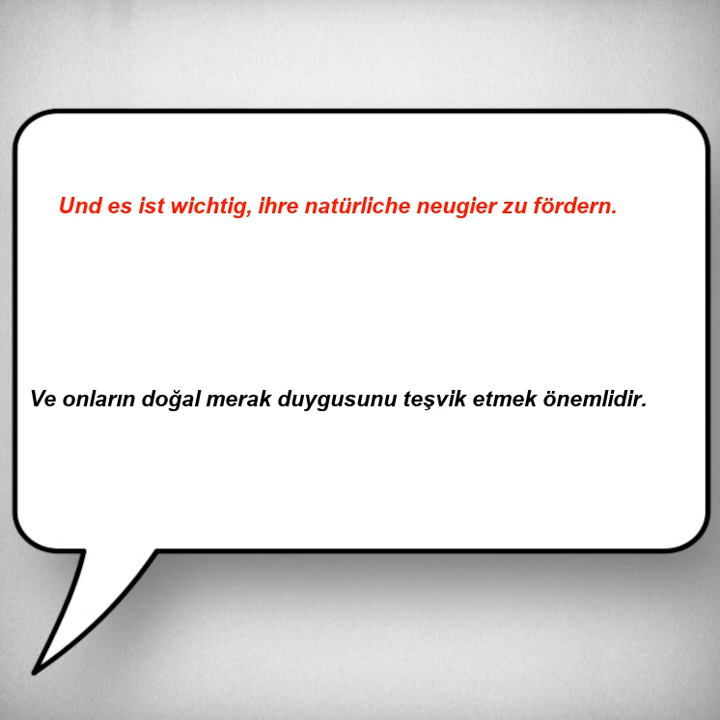 Und es ist wichtig, ihre natürliche neugier zu fördern.
Ve onların doğal merak duygusunu teşvik etmek önemlidir.